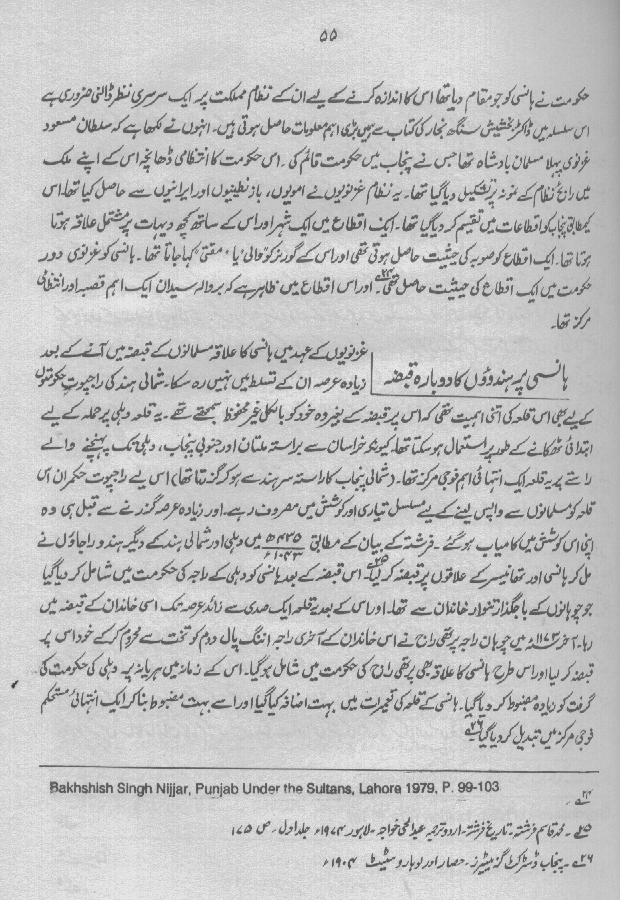 ۵۵
حکومت نے ہانسی کو جو مقام دیا تھا اس کا اندازہ کرنے کے لیے ان کے نظام مملکت پر ایک سرسری نظر ڈالنی ضروری ہے
اس سلسلہ میں ڈاکٹر بخشیش سنگھ نجار کی کتاب سے ہمیں بڑی اہم معلومات حاصل ہوتی ہیں۔ انہوں نے لکھا ہے کہ سلطان مسعود
غزنوی پہلا مسلمان بادشاہ تھا جس نے پنجاب میں حکومت قائم کی۔ اس حکومت کا انتظامی ڈھانچہ اس کے اپنے ملک
میں رائج نظام کے نمونہ پر تشکیل دیا گیا تھا۔ یہ نظام غزنویوں نے امویوں، بازنطینیوں اور ایرانیوں سے حاصل کیا تھا۔ اس
کے مطابق پنجاب کو اقطاعات میں تقسیم کر دیا گیا تھا۔ ایک اقطاع میں ایک شہر اور اس کے ساتھ کچھ دیہات پر مشتمل علاقہ ہوتا
ہوتا تھا۔ ایک اقطاع کو صوبہ کی حیثیت حاصل ہوتی تھی اور اس کے گورنر کو 'والی' یا 'مفتی' کہا جاتا تھا۔ ہانسی کو غزنوی دور
حکومت میں ایک اقطاع کی حیثیت حاصل تھی۔۲۴ اور اس اقطاع میں ظاہر ہے کہ بروالہ سیدان ایک اہم قصبہ اور انتظامی
مرکز تھا۔
ہانسی پر ہندوؤں کا دوبارہ قبضہ
غزنویوں کے عہد میں ہانسی کا علاقہ مسلمانوں کے قبضہ میں آنے کے بعد
زیادہ عرصہ ان کے تسلط میں نہیں رہ سکا۔ شمالی ہند کی راجپوت حکومتوں
کے لیے بھی اس قلعہ کی اتنی اہمیت تھی کہ اس پر قبضہ کے بغیر وہ خود کو بالکل غیر محفوظ سمجھتے تھے۔ یہ قلعہ دہلی پر حملہ کے لیے
ابتدائی ٹھکانے کے طور پر استعمال ہو سکتا تھا۔ کیونکہ خراسان سے براستہ ملتان اور جنوبی پنجاب، دہلی تک پہنچنے والے
راستے پر یہ قلعہ ایک انتہائی اہم فوجی مرکز تھا۔ (شمالی پنجاب کا راستہ سرہند سے ہو کر گزرتا تھا) اس لیے راجپوت حکمران اس
قلعہ کو مسلمانوں سے واپس لینے کے لیے مسلسل تیاری اور کوشش میں مصروف رہے۔ اور زیادہ عرصہ گزرنے سے قبل ہی وہ
اپنی اس کوشش میں کامیاب ہو گئے۔ فرشتہ کے بیان کے مطابق ۴۳۵ھ / ۱۰۴۳ء میں دہلی اور شمالی ہند کے دیگر ہندو راجاؤں نے
مل کر ہانسی اور تھانیسر کے علاقوں پر قبضہ کر لیا۔۲۵ اس قبضہ کے بعد ہانسی کو دہلی کے راجہ کی حکومت میں شامل کر دیا گیا
جو چوہانوں کے باجگذار تنوار خاندان سے تھا۔ اور اس کے بعد یہ قلعہ ایک صدی سے زائد عرصہ تک اسی خاندان کے قبضہ میں
رہا۔ آخر ۱۱۷۳ء میں چوہان راجہ پرتھی راج نے اس خاندان کے آخری راجہ اننگ پال دوم کو تخت سے محروم کر کے خود اس پر
قبضہ کر لیا اور اس طرح ہانسی کا علاقہ بھی پرتھی راج کی حکومت میں شامل ہو گیا۔ اس کے زمانہ میں ہریانہ پر دہلی کی حکومت کی
گرفت کو زیادہ مضبوط کر دیا گیا۔ ہانسی کے قلعہ کی تعمیرات میں بہت اضافہ کیا گیا اور اسے بہت مضبوط بنا کر ایک انتہائی مستحکم
فوجی مرکز میں تبدیل کر دیا گیا۔۲۶
۲۴ے۔ Bakhshish Singh Nijjar, Punjab Under the Sultans, Lahora 1979, P. 99-103
۲۵ے۔ محمد قاسم فرشتہ۔ تاریخ فرشتہ۔ اردو ترجمہ عبدالحئی خواجہ۔ لاہور ۱۹۷۴ء جلد اول۔ ص ۱۷۵
۲۶ے۔ پنجاب ڈسٹرکٹ گزیٹیئرز۔ حصار اور لوہارو سٹیٹ ۱۹۰۴ء